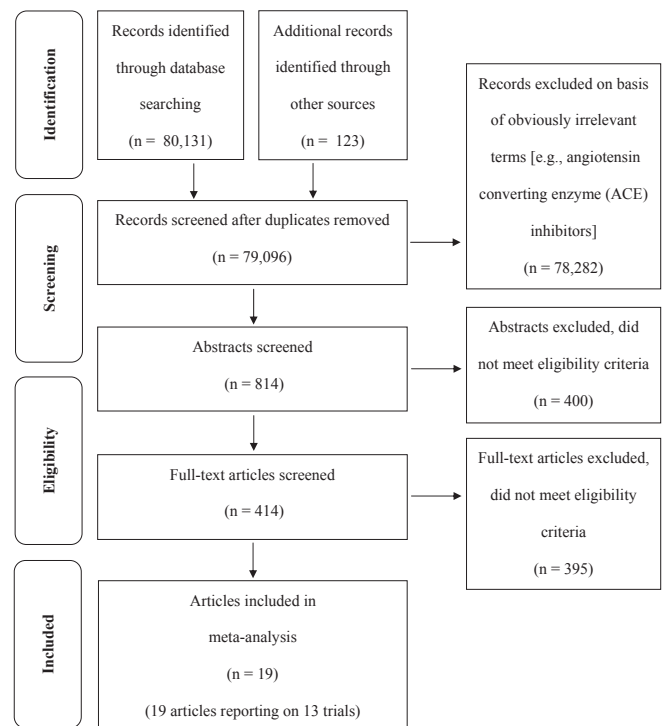 Identification
Records identified
through database
searching
(n = 80,131)
Additional records
identified through
other sources
(n = 123)
Records excluded on basis
of obviously irrelevant
terms [e.g., angiotensin
converting enzyme (ACE)
inhibitors]
(n = 78,282)
Screening
Records screened after duplicates removed
(n = 79,096)
Abstracts screened
(n = 814)
Abstracts excluded, did
not meet eligibility criteria
(n = 400)
Eligibility
Full-text articles screened
(n = 414)
Full-text articles excluded,
did not meet eligibility
criteria
(n = 395)
Included
Articles included in
meta-analysis
(n = 19)
(19 articles reporting on 13 trials)